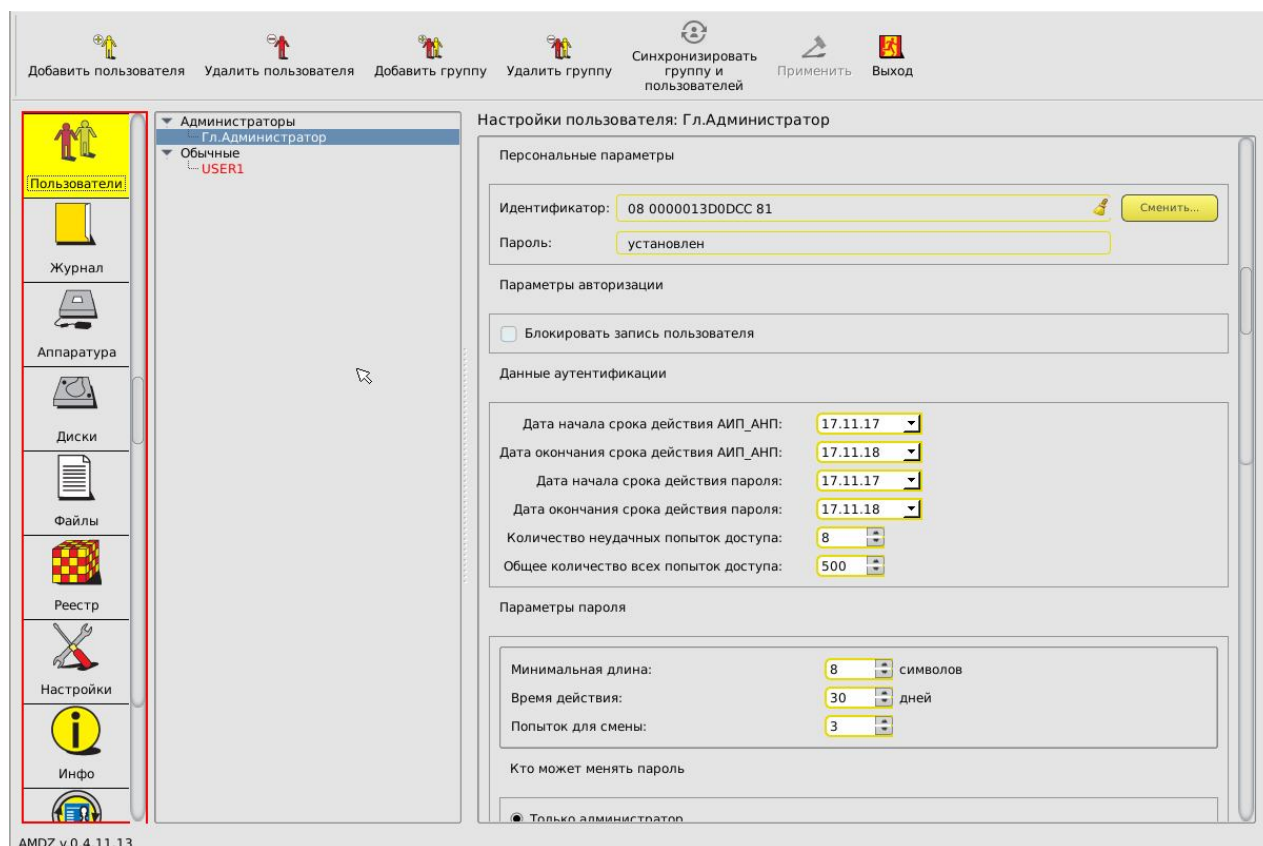 Добавить пользователя
Удалить пользователя
Добавить группу
Удалить группу
Синхронизировать
группу и
пользователей
Применить
Выход
Пользователи
Журнал
Аппаратура
Диски
Файлы
Реестр
Настройки
Инфо
Администраторы
Гл.Администратор
Обычные
USER1
Настройки пользователя: Гл.Администратор
Персональные параметры
Идентификатор: 08 0000013D0DCC 81 Сменить...
Пароль: установлен
Параметры авторизации
Блокировать запись пользователя
Данные аутентификации
Дата начала срока действия АИП_АНП: 17.11.17
Дата окончания срока действия АИП_АНП: 17.11.18
Дата начала срока действия пароля: 17.11.17
Дата окончания срока действия пароля: 17.11.18
Количество неудачных попыток доступа: 8
Общее количество всех попыток доступа: 500
Параметры пароля
Минимальная длина: 8 символов
Время действия: 30 дней
Попыток для смены: 3
Кто может менять пароль
Только администратор
AMDZ v.0.4.11.13